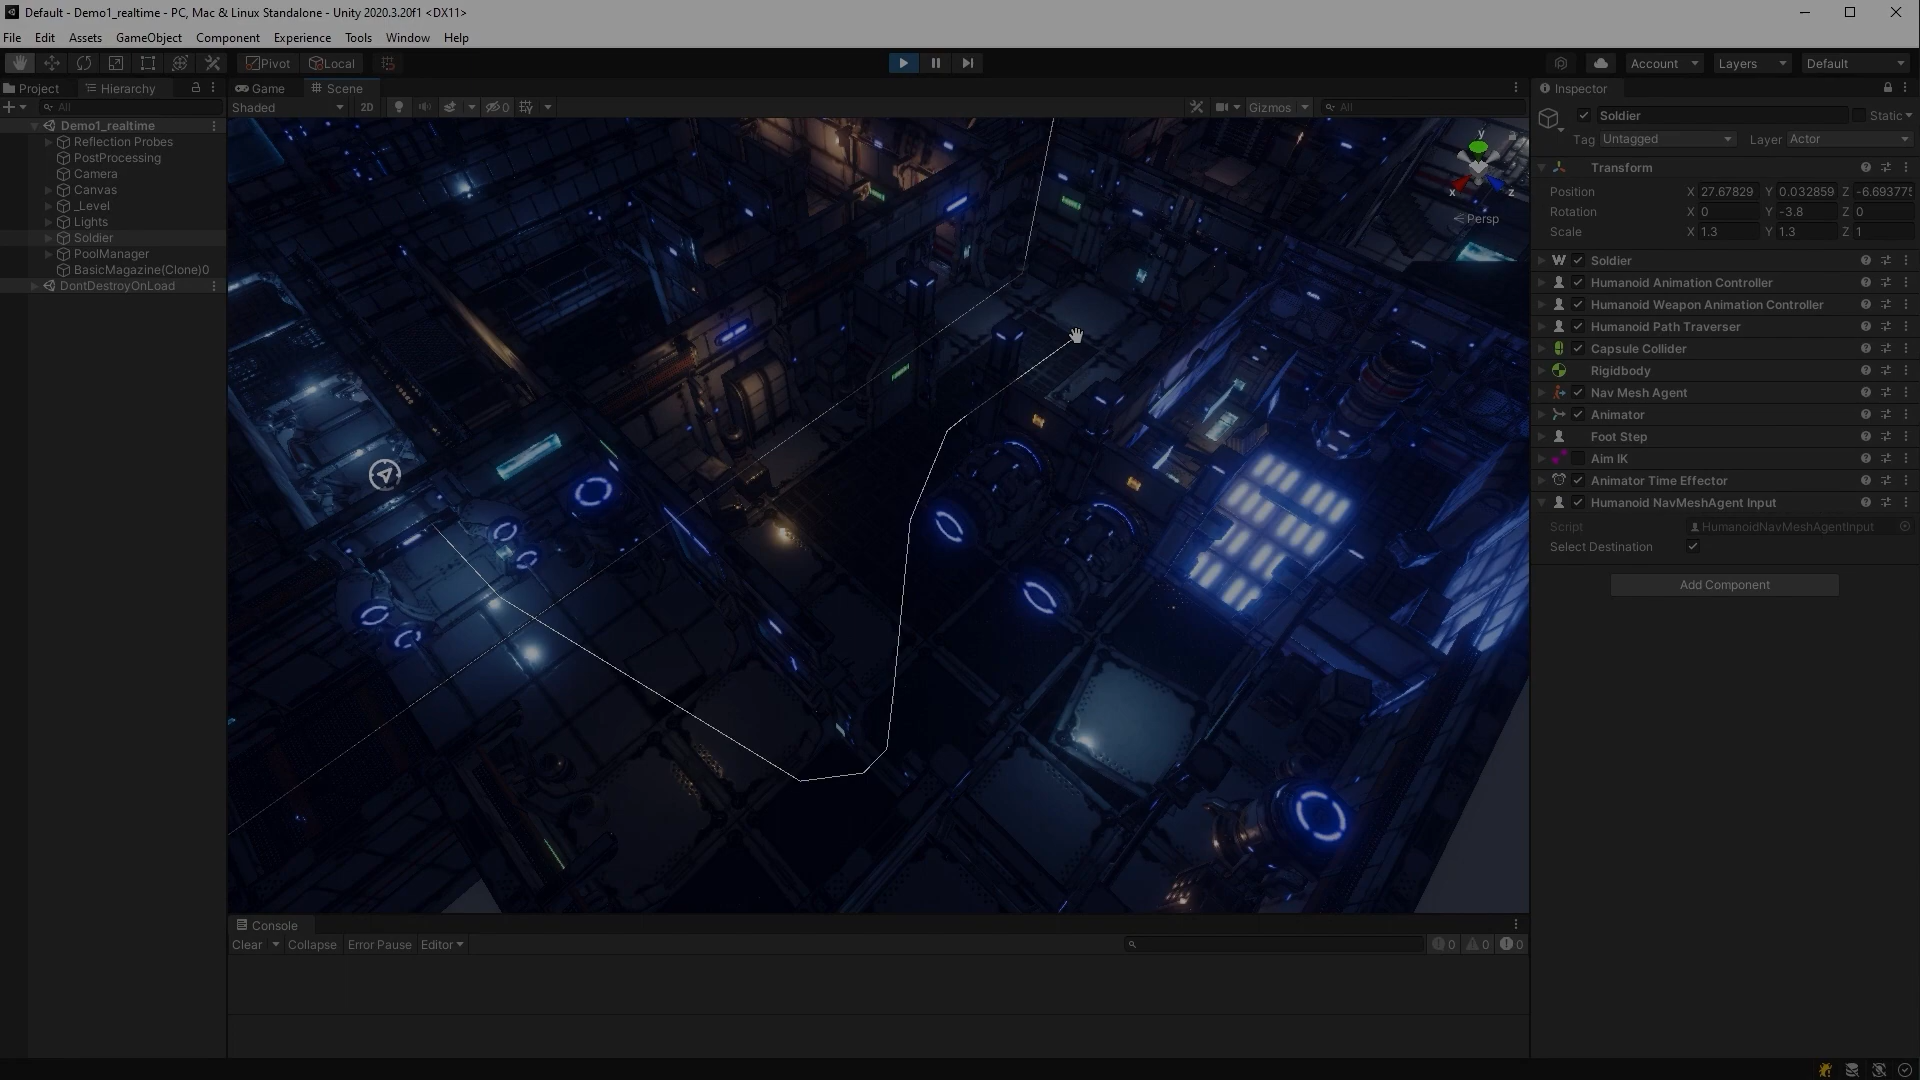 Default - Demo1_realtime - PC, Mac & Linux Standalone - Unity 2020.3.20f1 <DX11>
File Edit Assets GameObject Component Experience Tools Window Help
Pivot Local Account Layers Default
Project Hierarchy
All
Demo1_realtime
Reflection Probes
PostProcessing
Camera
Canvas
_Level
Lights
Soldier
PoolManager
BasicMagazine(Clone)0
DontDestroyOnLoad
Game Scene
Shaded 2D 0 Gizmos All
y
x z
Persp
Console
Clear Collapse Error Pause Editor 0 0 0
Inspector
Soldier Static
Tag Untagged Layer Actor
Transform
Position X 27.67829 Y 0.032859 Z -6.693775
Rotation X 0 Y -3.8 Z 0
Scale X 1.3 Y 1.3 Z 1
Soldier
Humanoid Animation Controller
Humanoid Weapon Animation Controller
Humanoid Path Traverser
Capsule Collider
Rigidbody
Nav Mesh Agent
Animator
Foot Step
Aim IK
Animator Time Effector
Humanoid NavMeshAgent Input
Script HumanoidNavMeshAgentInput
Select Destination
Add Component